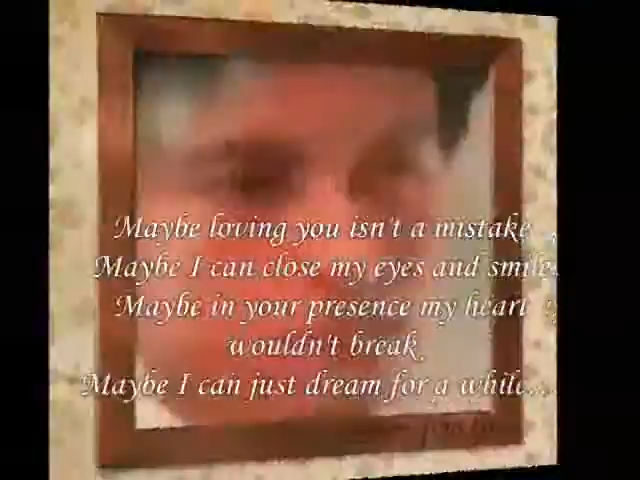 Maybe loving you isn't a mistake
Maybe I can close my eyes and smile
Maybe in your presence my heart
wouldn't break
Maybe I can just dream for a while...